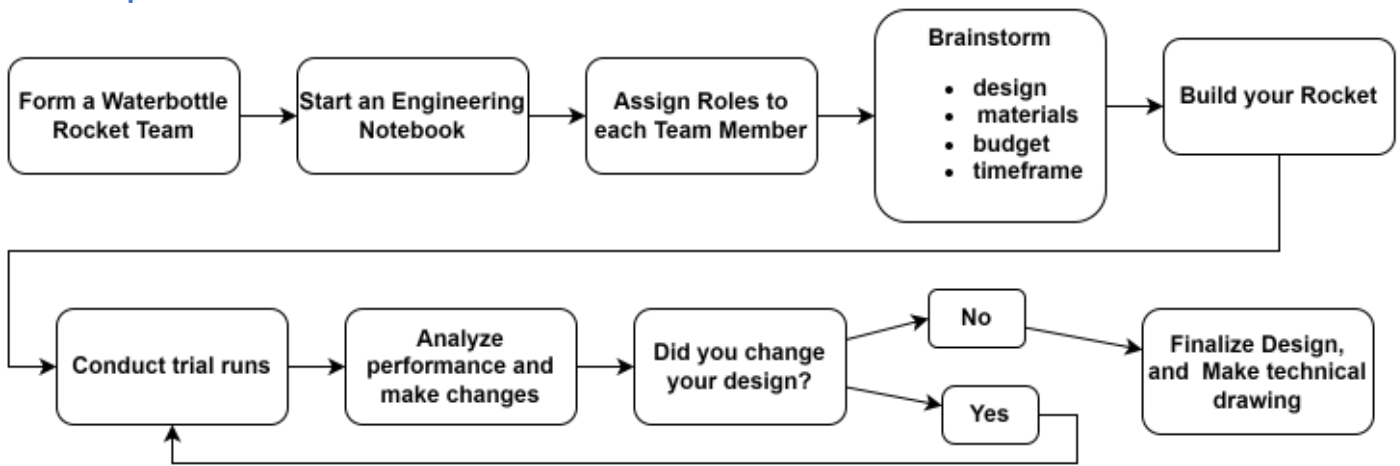 Form a Waterbottle
Rocket Team
Start an Engineering
Notebook
Assign Roles to
each Team Member
Brainstorm
• design
• materials
• budget
• timeframe
Build your Rocket
Conduct trial runs
Analyze
performance and
make changes
Did you change
your design?
No
Yes
Finalize Design,
and Make technical
drawing